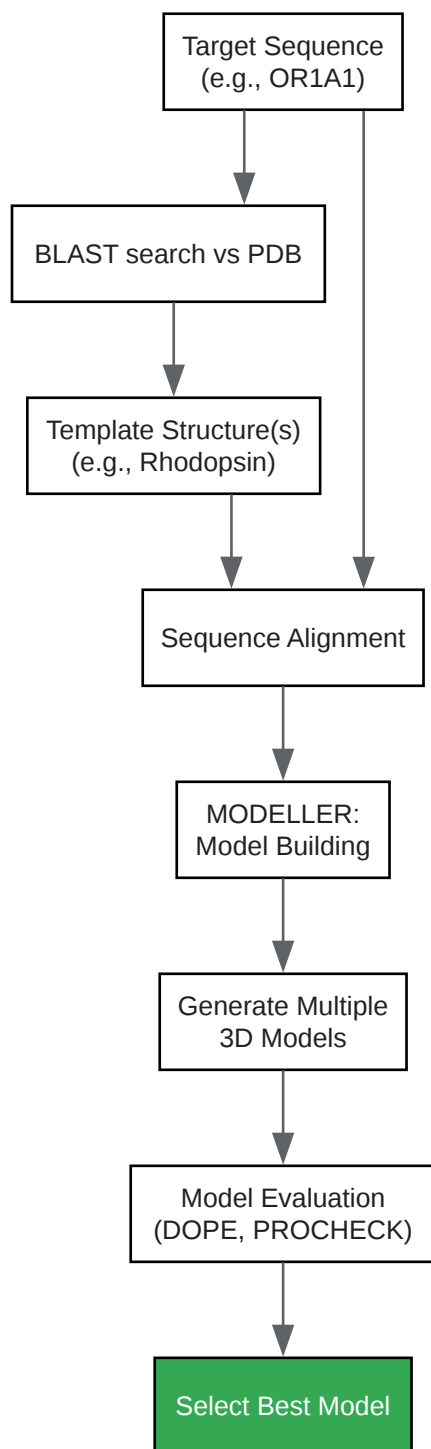 Target Sequence
(e.g., OR1A1)
BLAST search vs PDB
Template Structure(s)
(e.g., Rhodopsin)
Sequence Alignment
MODELLER:
Model Building
Generate Multiple
3D Models
Model Evaluation
(DOPE, PROCHECK)
Select Best Model